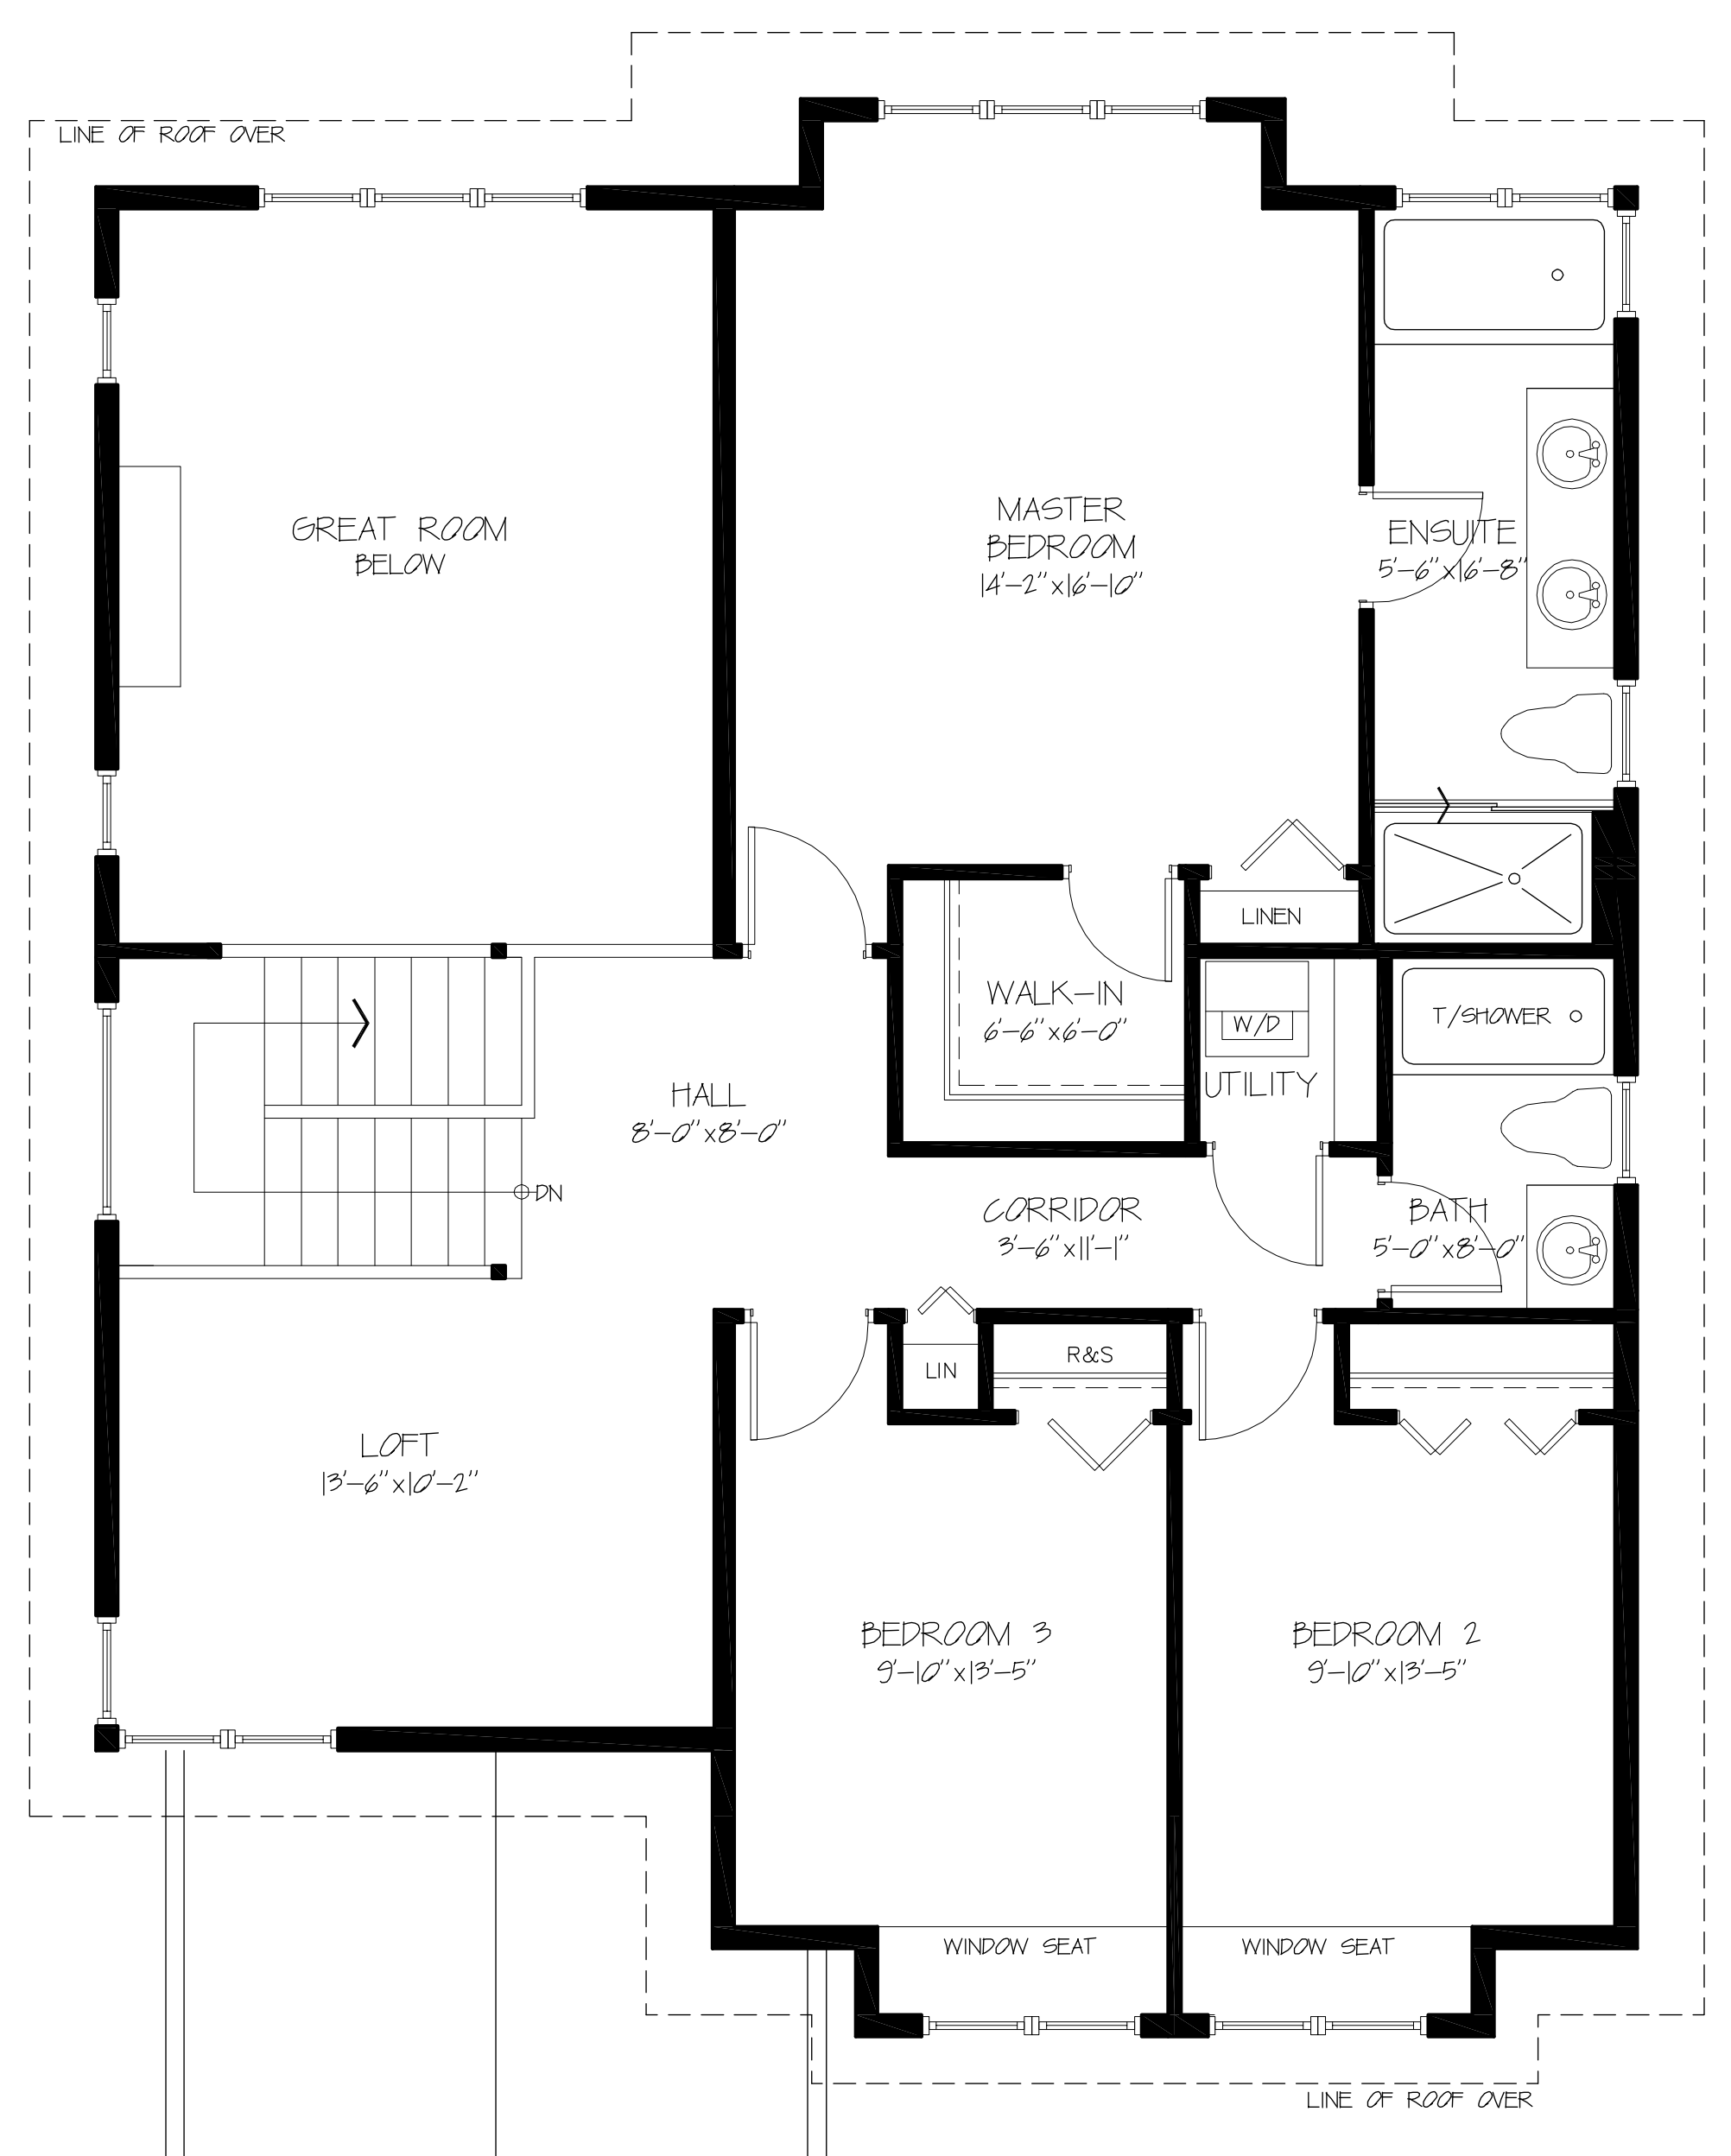 LINE OF ROOF OVER
GREAT ROOM
BELOW
MASTER
BEDROOM
14'-2"x16'-10"
ENSUITE
5'-6"x16'-8"
LINEN
WALK-IN
6'-6"x6'-0"
W/D
UTILITY
T/SHOWER
HALL
8'-0"x8'-0"
DN
CORRIDOR
3'-6"x11'-1"
BATH
5'-0"x8'-0"
LIN
R&S
LOFT
13'-6"x10'-2"
BEDROOM 3
9'-10"x13'-5"
BEDROOM 2
9'-10"x13'-5"
WINDOW SEAT
WINDOW SEAT
LINE OF ROOF OVER